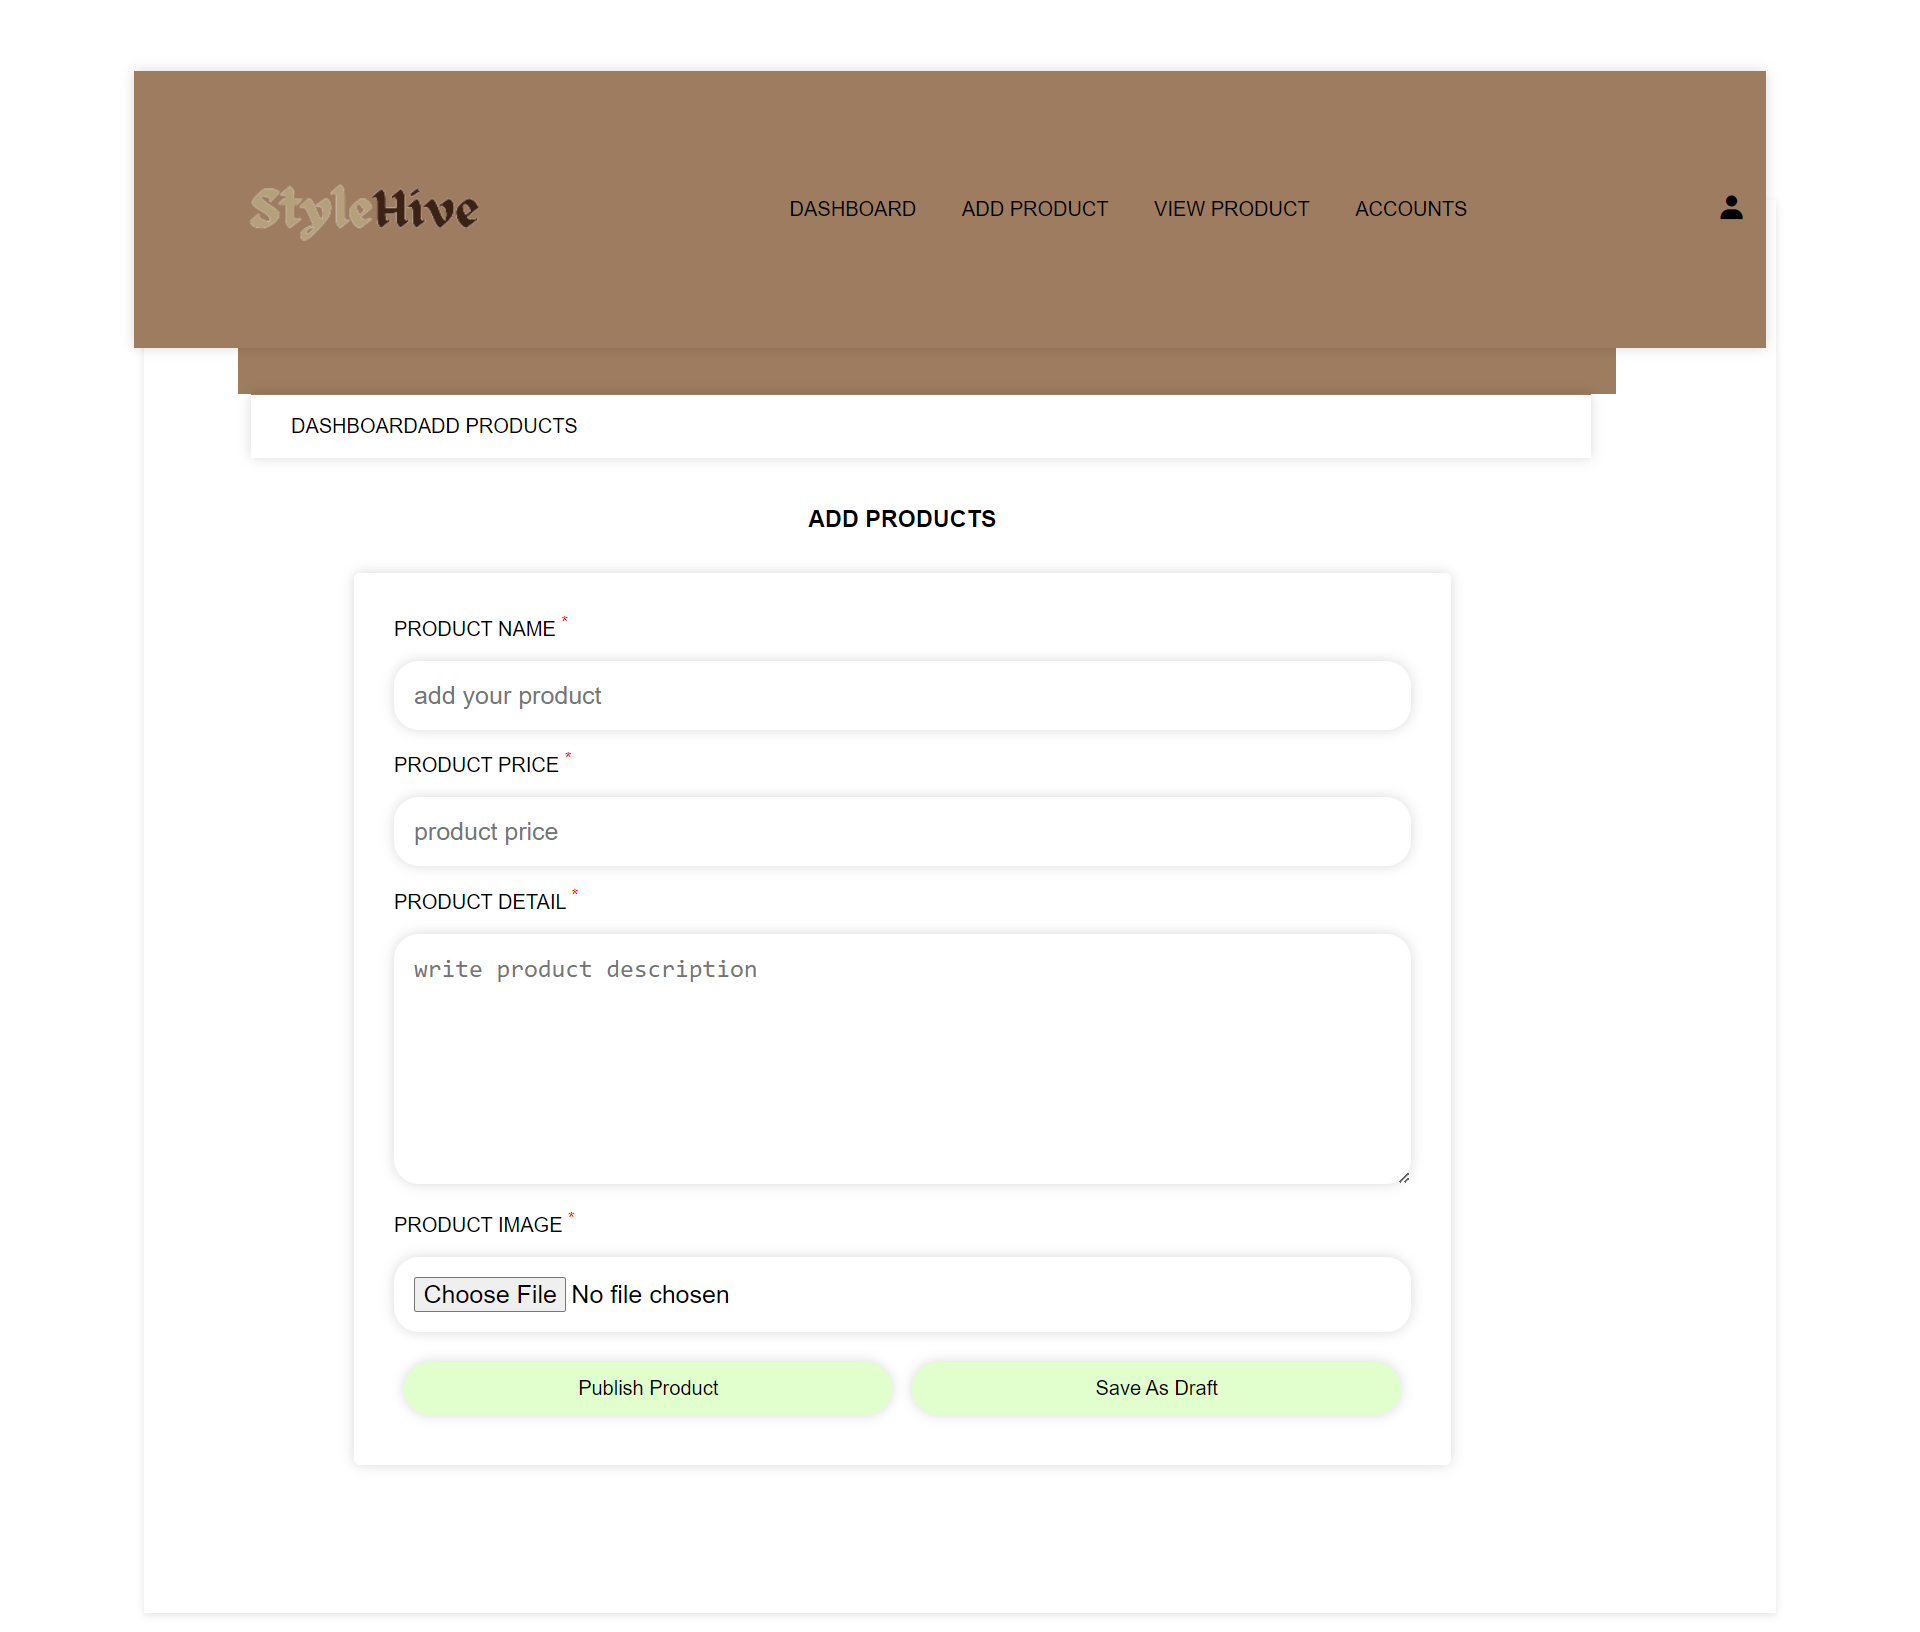 StyleHive
DASHBOARD ADD PRODUCT VIEW PRODUCT ACCOUNTS
DASHBOARDADD PRODUCTS
ADD PRODUCTS
PRODUCT NAME *
add your product
PRODUCT PRICE *
product price
PRODUCT DETAIL *
write product description
PRODUCT IMAGE *
Choose File No file chosen
Publish Product Save As Draft